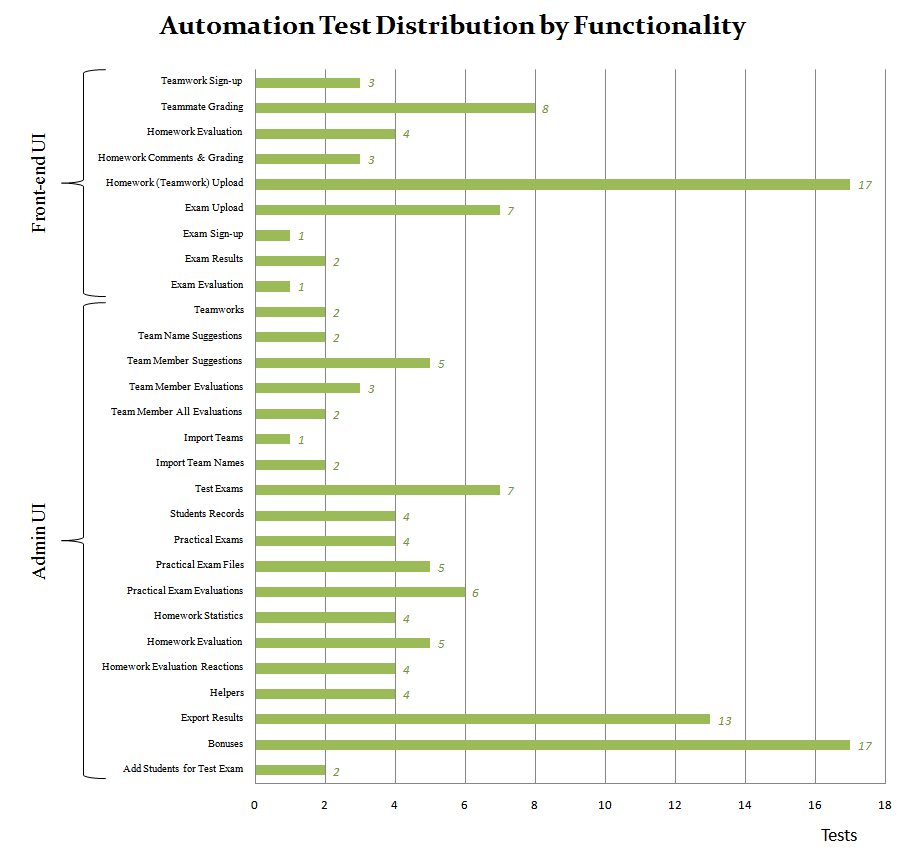 Automation Test Distribution by Functionality
Front-end UI
Teamwork Sign-up 3
Teammate Grading 8
Homework Evaluation 4
Homework Comments & Grading 3
Homework (Teamwork) Upload 17
Exam Upload 7
Exam Sign-up 1
Exam Results 2
Exam Evaluation 1
Admin UI
Teamworks 2
Team Name Suggestions 2
Team Member Suggestions 5
Team Member Evaluations 3
Team Member All Evaluations 2
Import Teams 1
Import Team Names 2
Test Exams 7
Students Records 4
Practical Exams 4
Practical Exam Files 5
Practical Exam Evaluations 6
Homework Statistics 4
Homework Evaluation 5
Homework Evaluation Reactions 4
Helpers 4
Export Results 13
Bonuses 17
Add Students for Test Exam 2
0 2 4 6 8 10 12 14 16 18
Tests